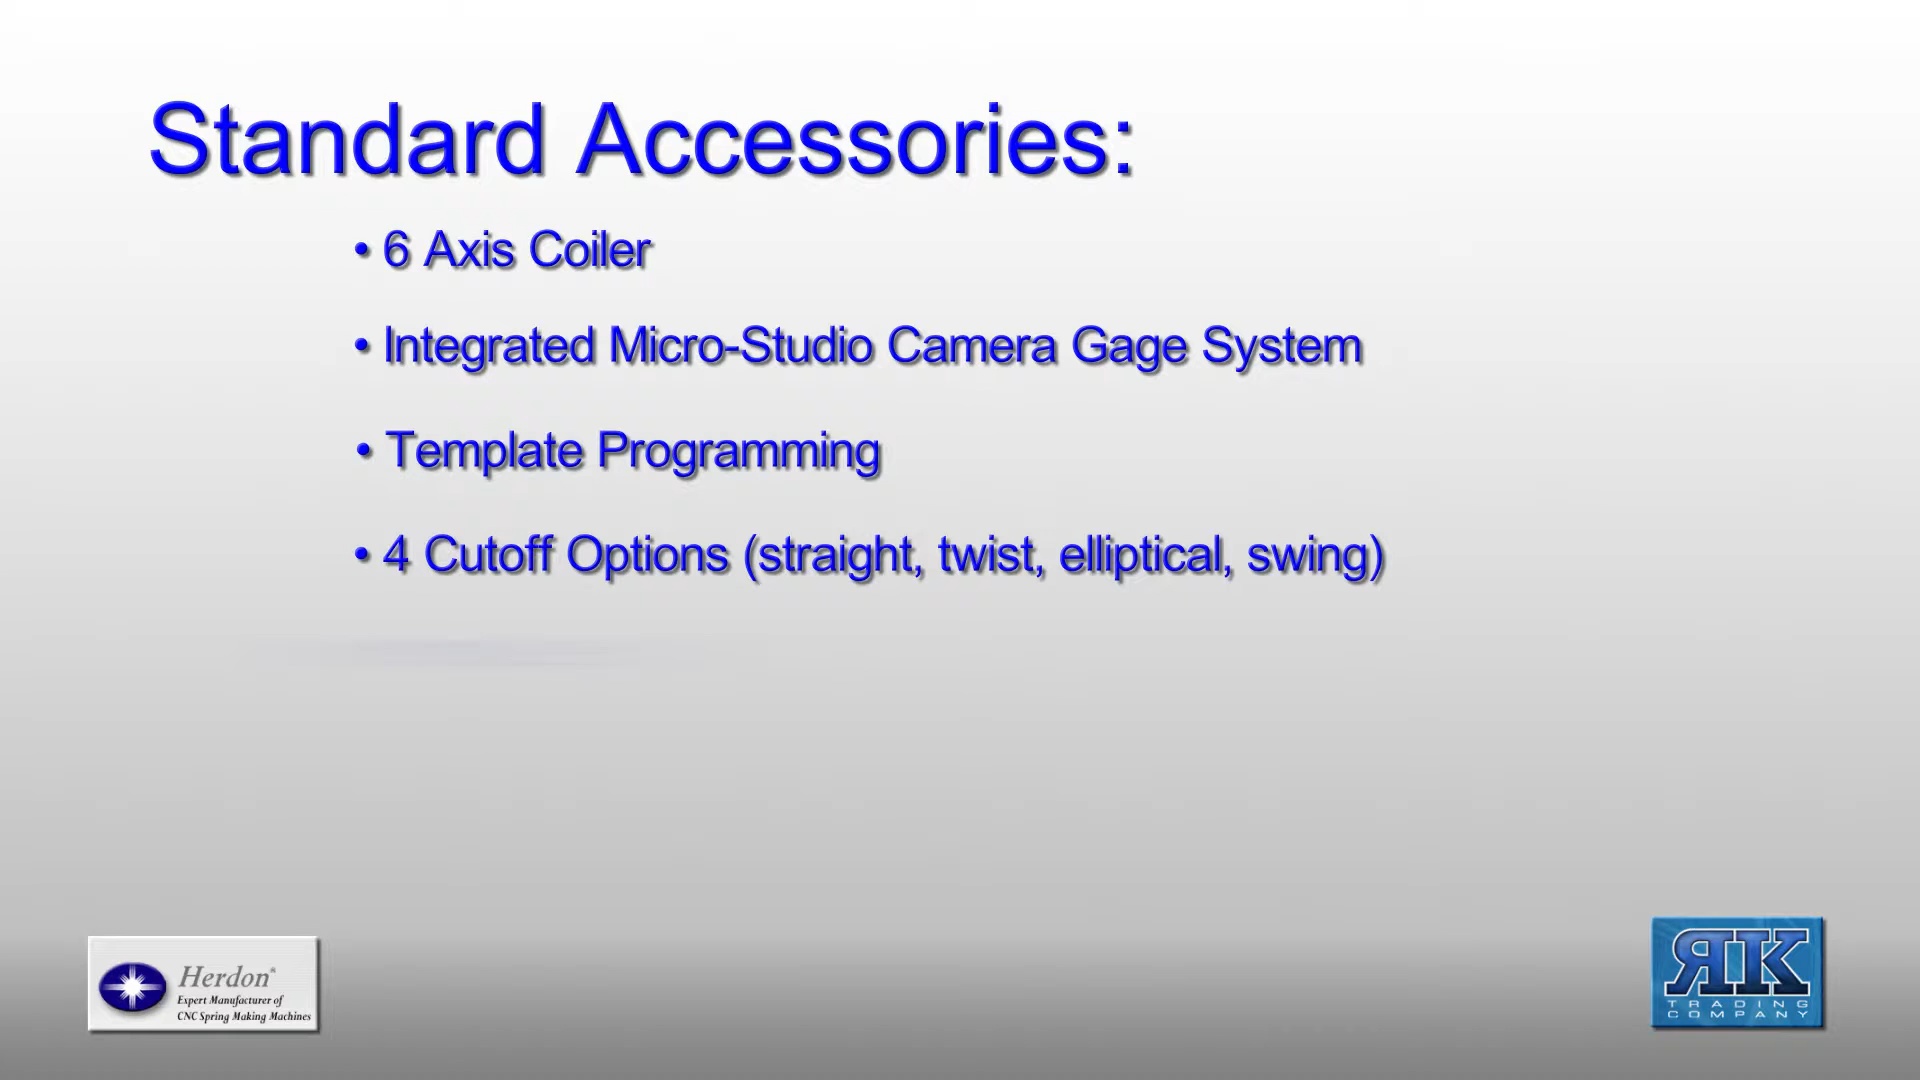 Standard Accessories:
• 6 Axis Coiler
• Integrated Micro-Studio Camera Gage System
• Template Programming
• 4 Cutoff Options (straight, twist, elliptical, swing)
Herdon®
Expert Manufacturer of
CNC Spring Making Machines
RK
TRADING
COMPANY